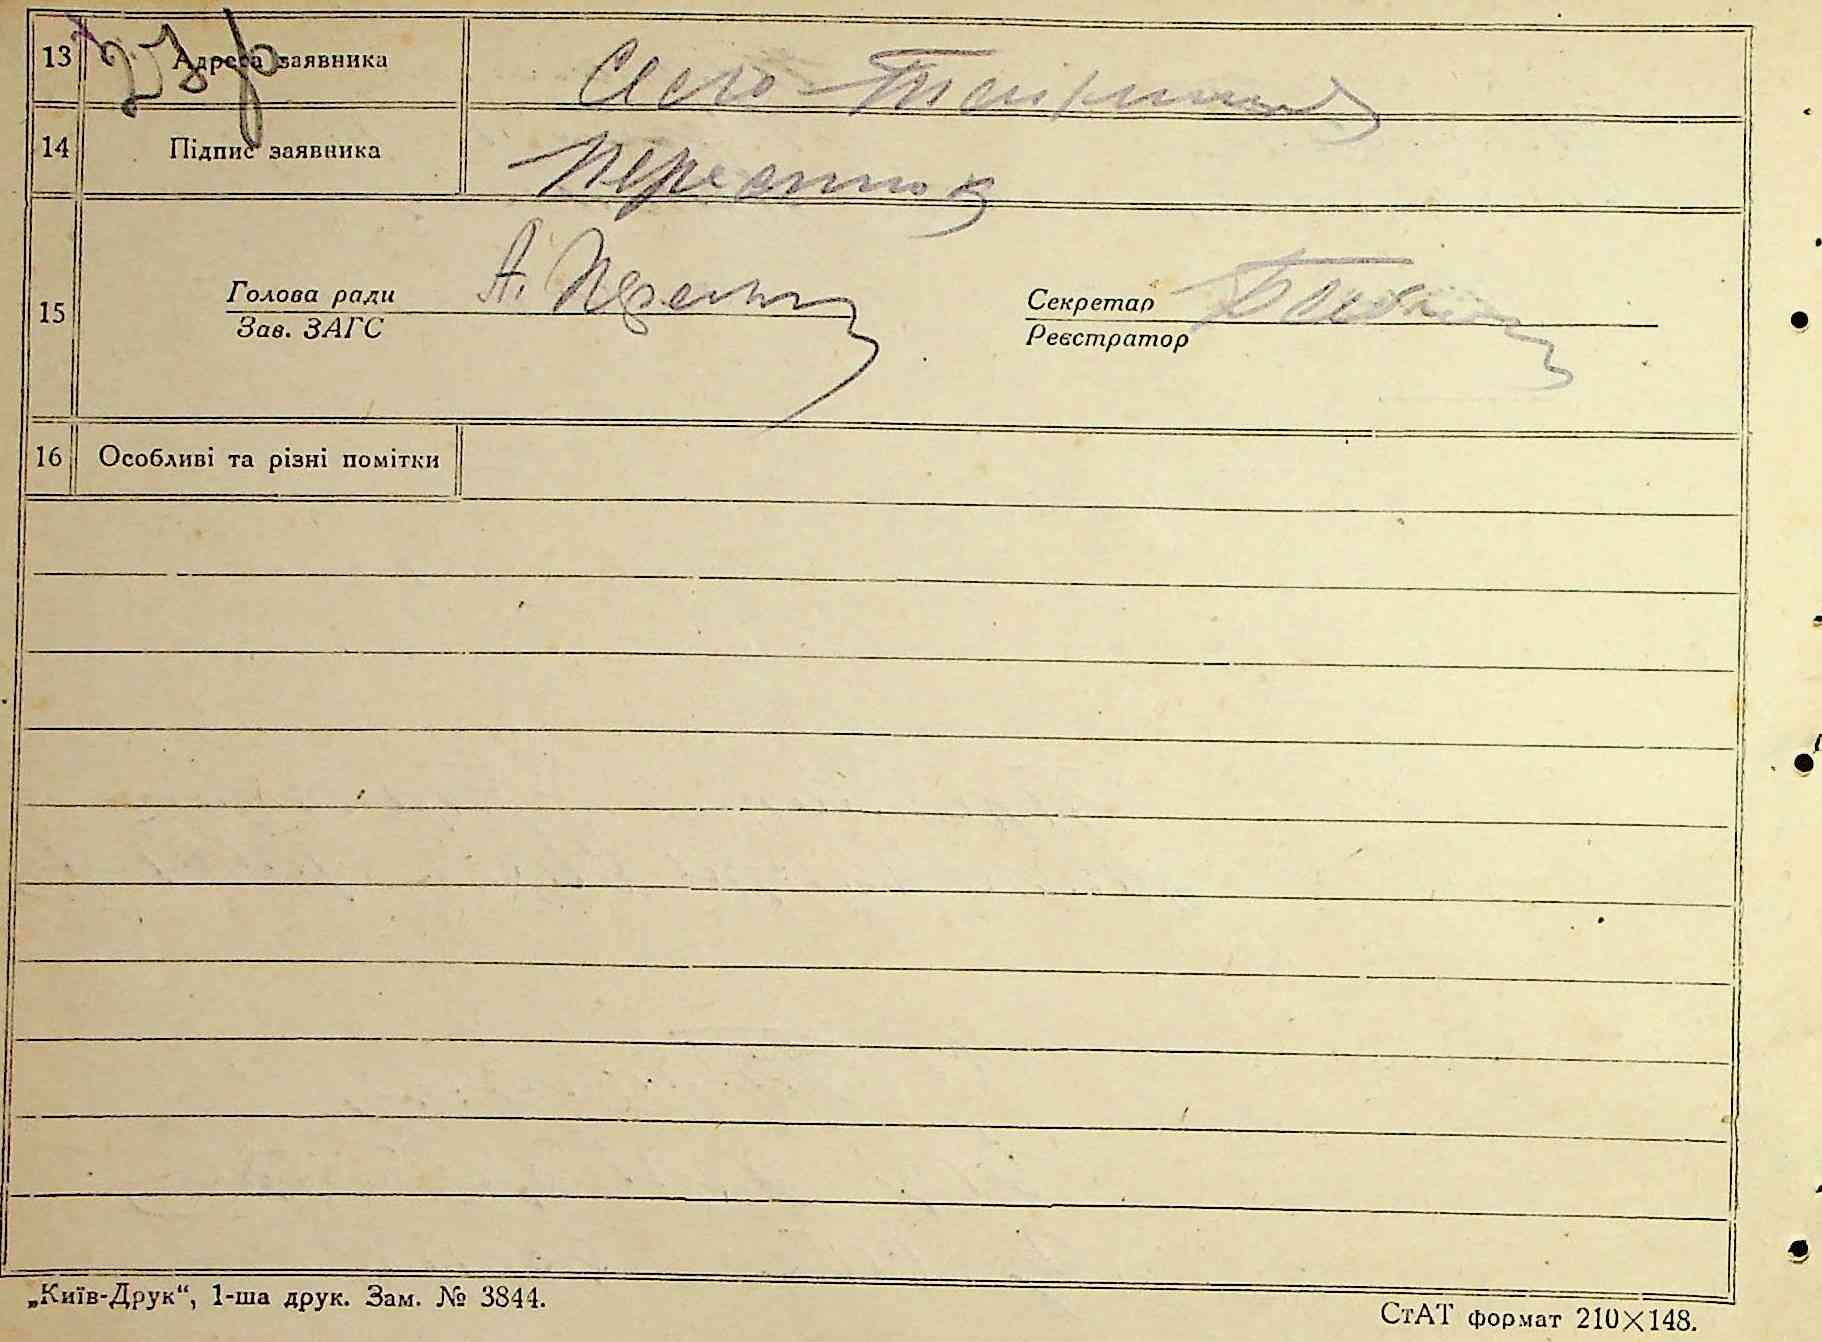 23р
13 Адреса заявника Село
14 Підпис заявника
Голова ради А. Секретар
15
Зав. ЗАГС Реєстратор
16 Особливі та різні помітки
„Київ-Друк“, 1-ша друк. Зам. № 3844.
СтАТ формат 210×148.